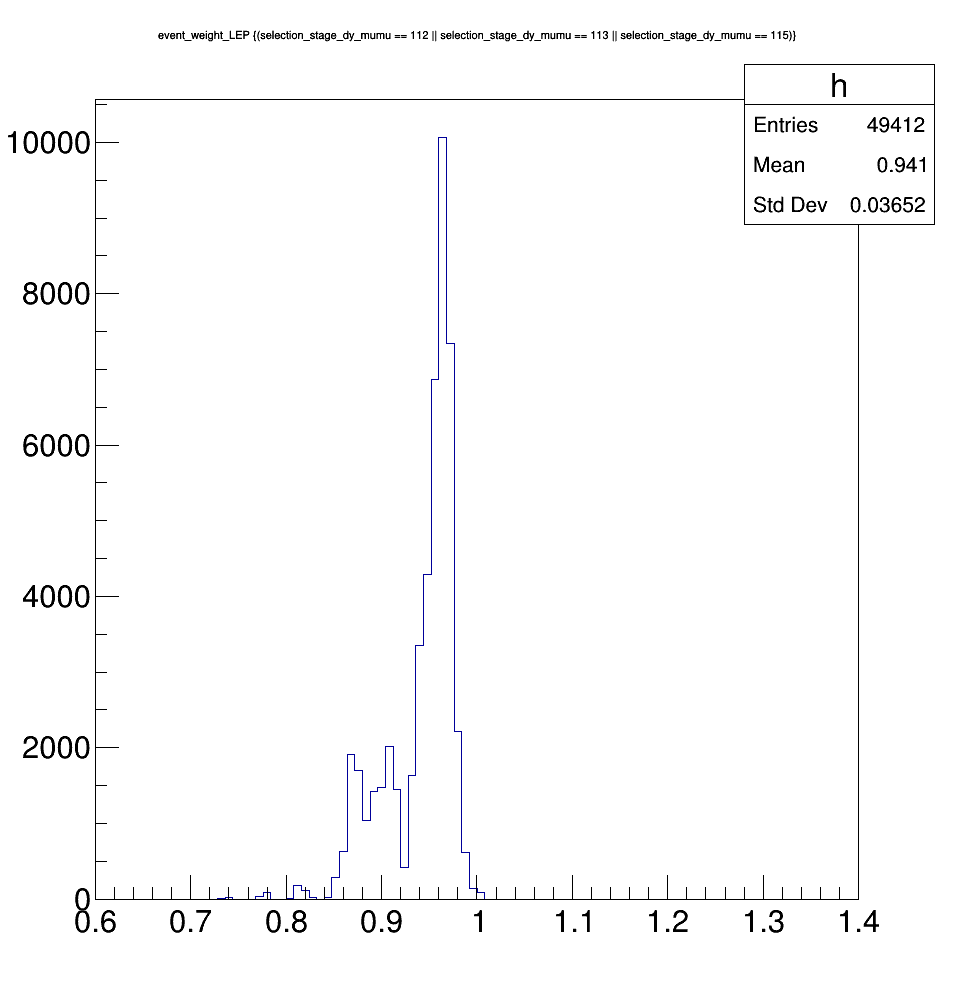 event_weight_LEP {(selection_stage_dy_mumu == 112 || selection_stage_dy_mumu == 113 || selection_stage_dy_mumu == 115)}
h
Entries 49412
Mean 0.941
Std Dev 0.03652
10000
8000
6000
4000
2000
0
0.6 0.7 0.8 0.9 1 1.1 1.2 1.3 1.4